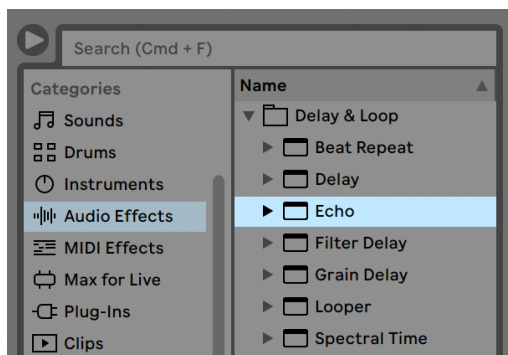 Search (Cmd + F)
Categories
Sounds
Drums
Instruments
Audio Effects
MIDI Effects
Max for Live
Plug-Ins
Clips
Name
Delay & Loop
Beat Repeat
Delay
Echo
Filter Delay
Grain Delay
Looper
Spectral Time